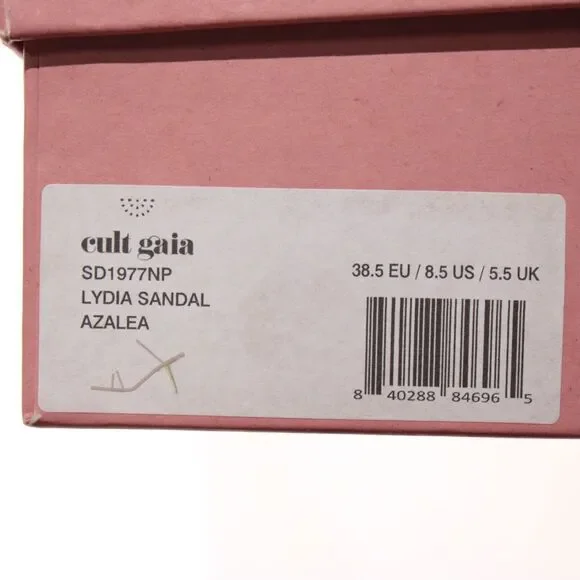 cult gaia
SD1977NP
LYDIA SANDAL
AZALEA
38.5 EU / 8.5 US / 5.5 UK
8 40288 84696 5